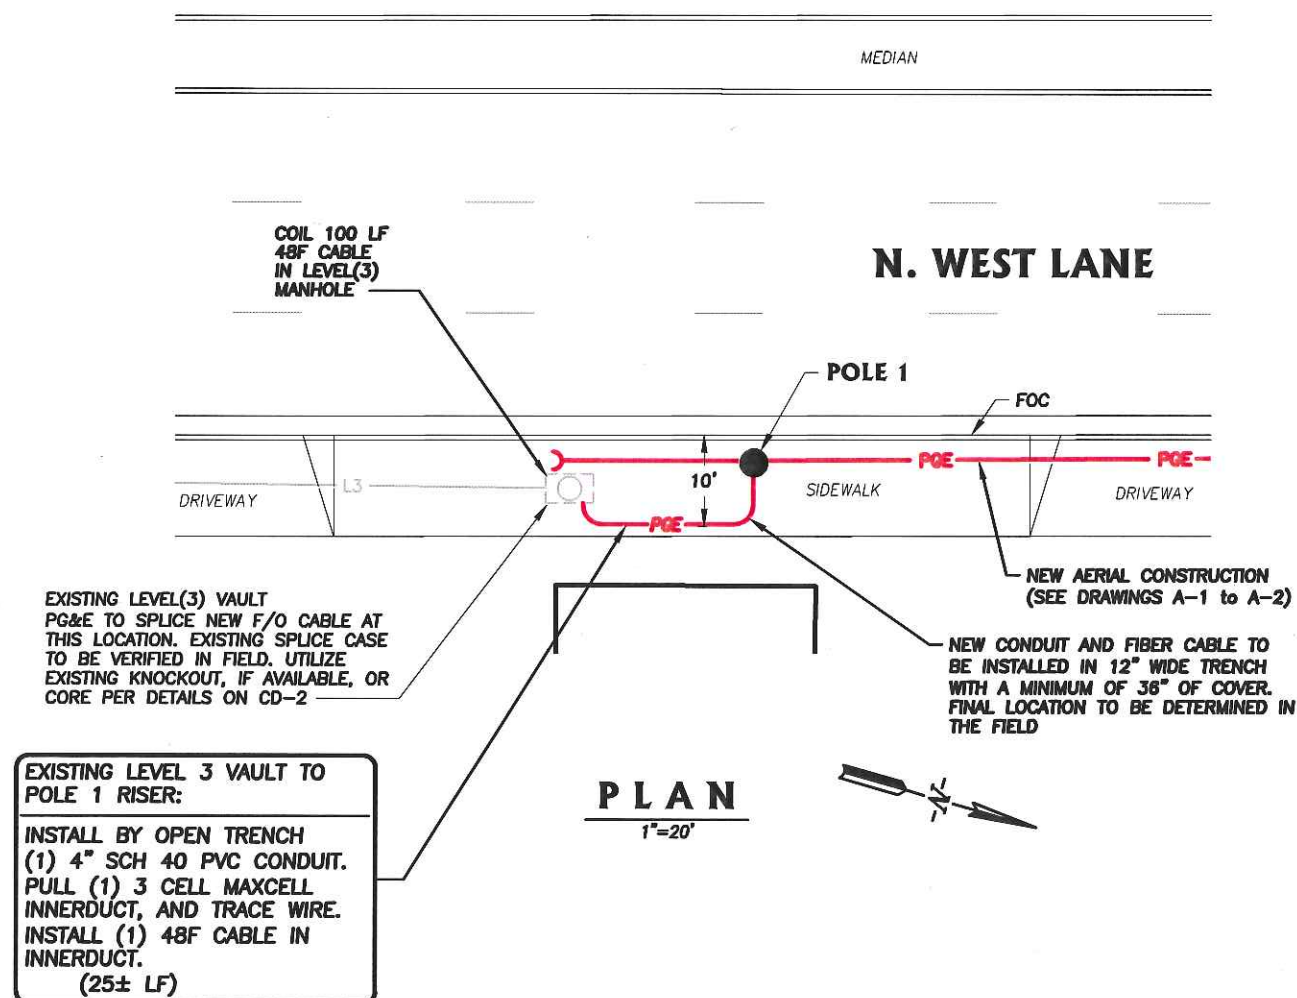 MEDIAN
COIL 100 LF
48F CABLE
IN LEVEL(3)
MANHOLE
N. WEST LANE
POLE 1
FOC
PGE
PGE
10'
L3
DRIVEWAY
SIDEWALK
DRIVEWAY
PGE
NEW AERIAL CONSTRUCTION
(SEE DRAWINGS A-1 to A-2)
EXISTING LEVEL(3) VAULT
PG&E TO SPLICE NEW F/O CABLE AT
THIS LOCATION. EXISTING SPLICE CASE
TO BE VERIFIED IN FIELD. UTILIZE
EXISTING KNOCKOUT, IF AVAILABLE, OR
CORE PER DETAILS ON CD-2
NEW CONDUIT AND FIBER CABLE TO
BE INSTALLED IN 12" WIDE TRENCH
WITH A MINIMUM OF 36" OF COVER.
FINAL LOCATION TO BE DETERMINED IN
THE FIELD
EXISTING LEVEL 3 VAULT TO
POLE 1 RISER:
INSTALL BY OPEN TRENCH
(1) 4" SCH 40 PVC CONDUIT.
PULL (1) 3 CELL MAXCELL
INNERDUCT, AND TRACE WIRE.
INSTALL (1) 48F CABLE IN
INNERDUCT.
(25± LF)
PLAN
1"=20'
-N-